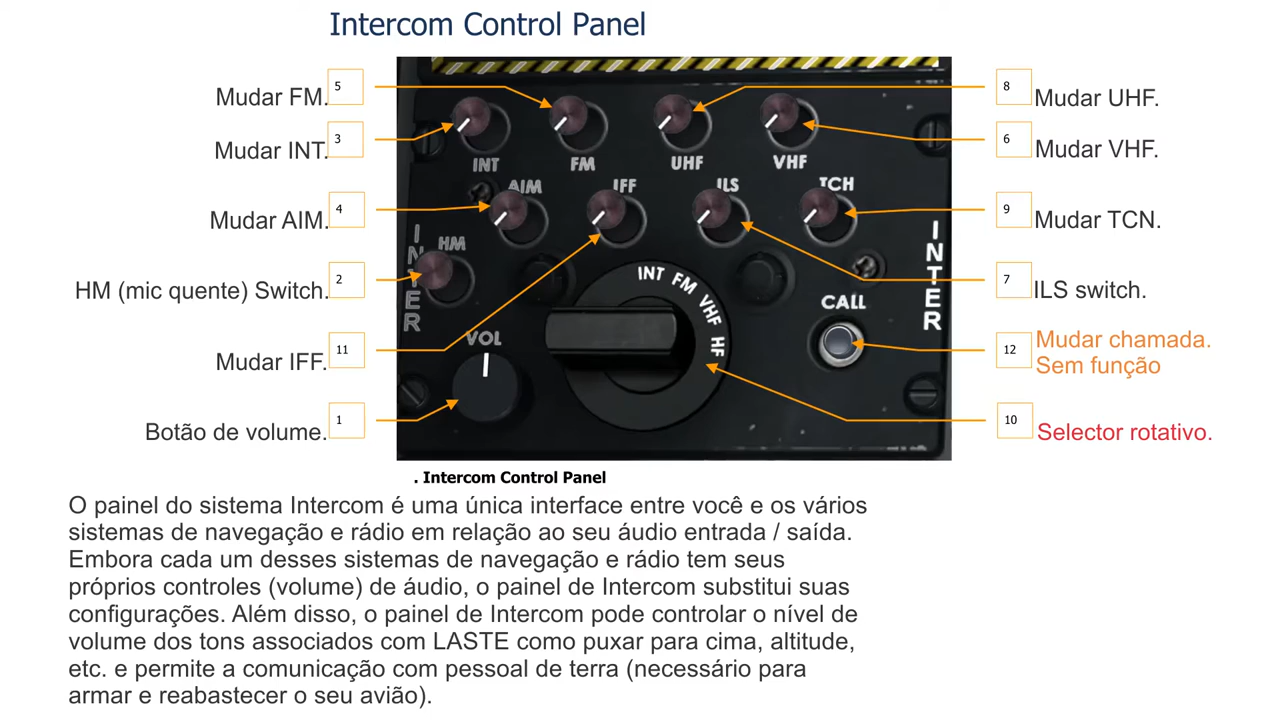 Intercom Control Panel
Mudar FM.
5
8
Mudar UHF.
Mudar INT.
3
6
Mudar VHF.
INT
FM
UHF
VHF
Mudar AIM.
4
AIM
IFF
ILS
TCH
9
Mudar TCN.
HM (mic quente) Switch.
2
INTER
HM
INT FM VHF HF
INTER
7
ILS switch.
CALL
Mudar IFF.
11
VOL
12
Mudar chamada.
Sem função
Botão de volume.
1
10
Selector rotativo.
. Intercom Control Panel
O painel do sistema Intercom é uma única interface entre você e os vários
sistemas de navegação e rádio em relação ao seu áudio entrada / saída.
Embora cada um desses sistemas de navegação e rádio tem seus
próprios controles (volume) de áudio, o painel de Intercom substitui suas
configurações. Além disso, o painel de Intercom pode controlar o nível de
volume dos tons associados com LASTE como puxar para cima, altitude,
etc. e permite a comunicação com pessoal de terra (necessário para
armar e reabastecer o seu avião).